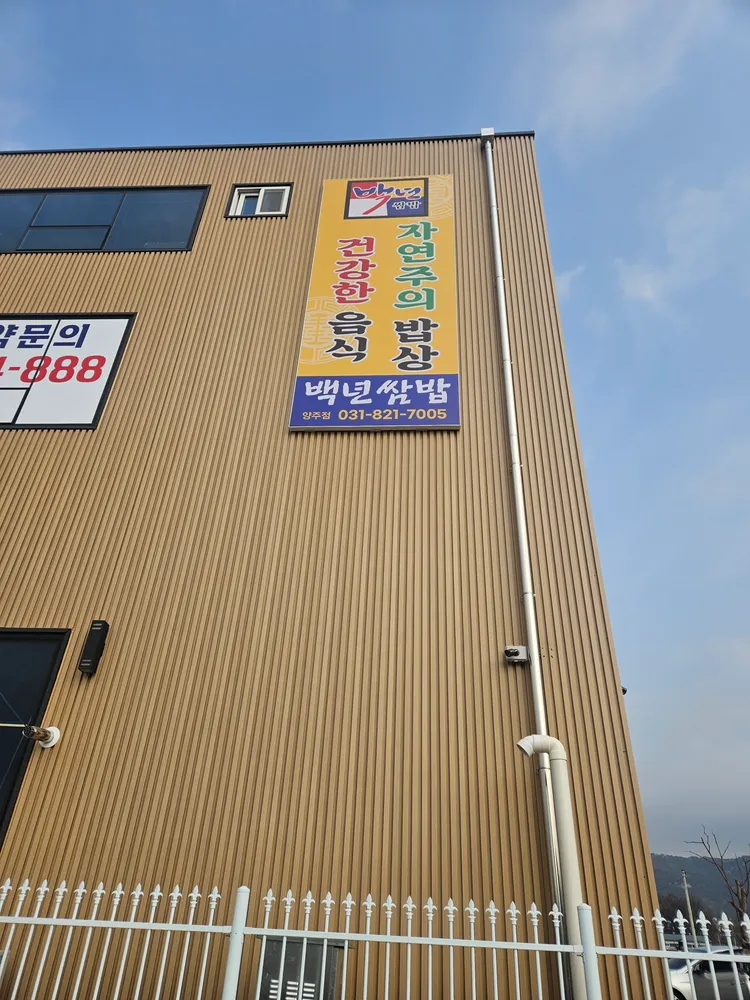 백년
쌈밥
자연주의 밥상
건강한 음식
백년쌈밥
양주점 031-821-7005
약문의
-888